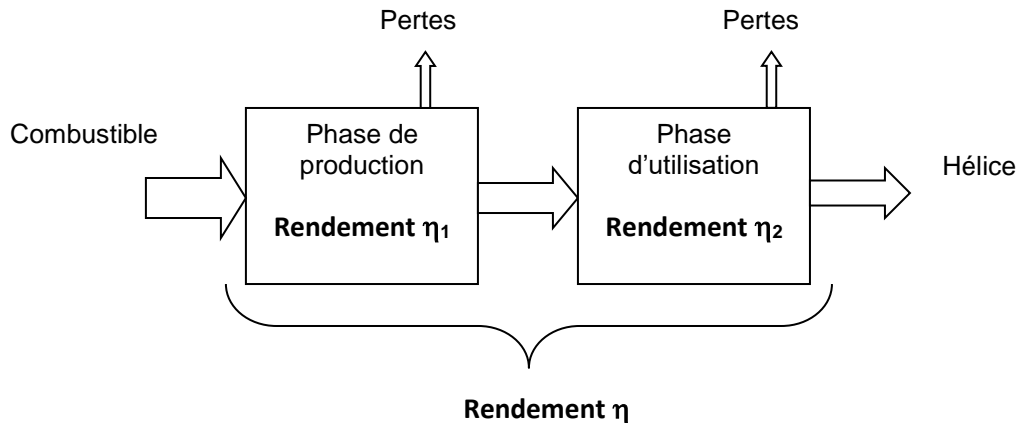 Pertes
Pertes
Combustible
Phase de
production
Rendement η1
Phase
d’utilisation
Rendement η2
Hélice
Rendement η